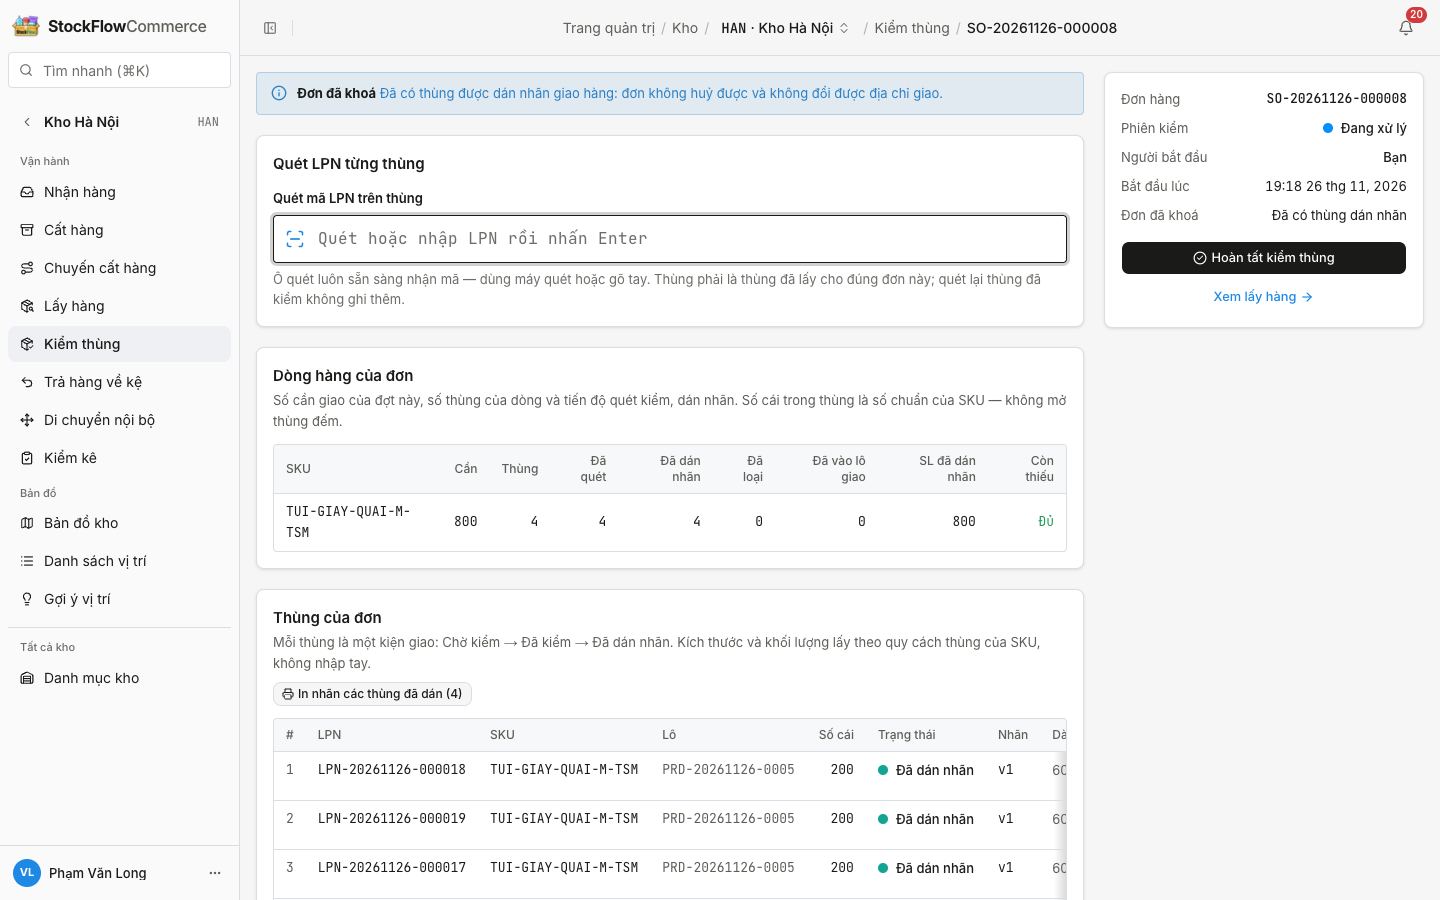 StockFlowCommerce
Tìm nhanh (⌘K)
Kho Hà Nội HAN
Vận hành
Nhận hàng
Cất hàng
Chuyến cất hàng
Lấy hàng
Kiểm thùng
Trả hàng về kệ
Di chuyển nội bộ
Kiểm kê
Bản đồ
Bản đồ kho
Danh sách vị trí
Gợi ý vị trí
Tất cả kho
Danh mục kho
VL Phạm Văn Long ...
Trang quản trị / Kho / HAN · Kho Hà Nội / Kiểm thùng / SO-20261126-000008
20
Đơn đã khoá Đã có thùng được dán nhãn giao hàng: đơn không huỷ được và không đổi được địa chỉ giao.
Quét LPN từng thùng
Quét mã LPN trên thùng
Quét hoặc nhập LPN rồi nhấn Enter
Ô quét luôn sẵn sàng nhận mã — dùng máy quét hoặc gõ tay. Thùng phải là thùng đã lấy cho đúng đơn này; quét lại thùng đã
kiểm không ghi thêm.
Dòng hàng của đơn
Số cần giao của đợt này, số thùng của dòng và tiến độ quét kiểm, dán nhãn. Số cái trong thùng là số chuẩn của SKU — không mở
thùng đếm.
SKU Cần Thùng Đã quét Đã dán nhãn Đã loại Đã vào lô giao SL đã dán nhãn Còn thiếu
TUI-GIAY-QUAI-M-TSM 800 4 4 4 0 0 800 Đủ
Thùng của đơn
Mỗi thùng là một kiện giao: Chờ kiểm → Đã kiểm → Đã dán nhãn. Kích thước và khối lượng lấy theo quy cách thùng của SKU,
không nhập tay.
In nhãn các thùng đã dán (4)
# LPN SKU Lô Số cái Trạng thái Nhãn
1 LPN-20261126-000018 TUI-GIAY-QUAI-M-TSM PRD-20261126-0005 200 Đã dán nhãn v1
2 LPN-20261126-000019 TUI-GIAY-QUAI-M-TSM PRD-20261126-0005 200 Đã dán nhãn v1
3 LPN-20261126-000017 TUI-GIAY-QUAI-M-TSM PRD-20261126-0005 200 Đã dán nhãn v1
Đơn hàng SO-20261126-000008
Phiên kiểm Đang xử lý
Người bắt đầu Bạn
Bắt đầu lúc 19:18 26 thg 11, 2026
Đơn đã khoá Đã có thùng dán nhãn
Hoàn tất kiểm thùng
Xem lấy hàng →